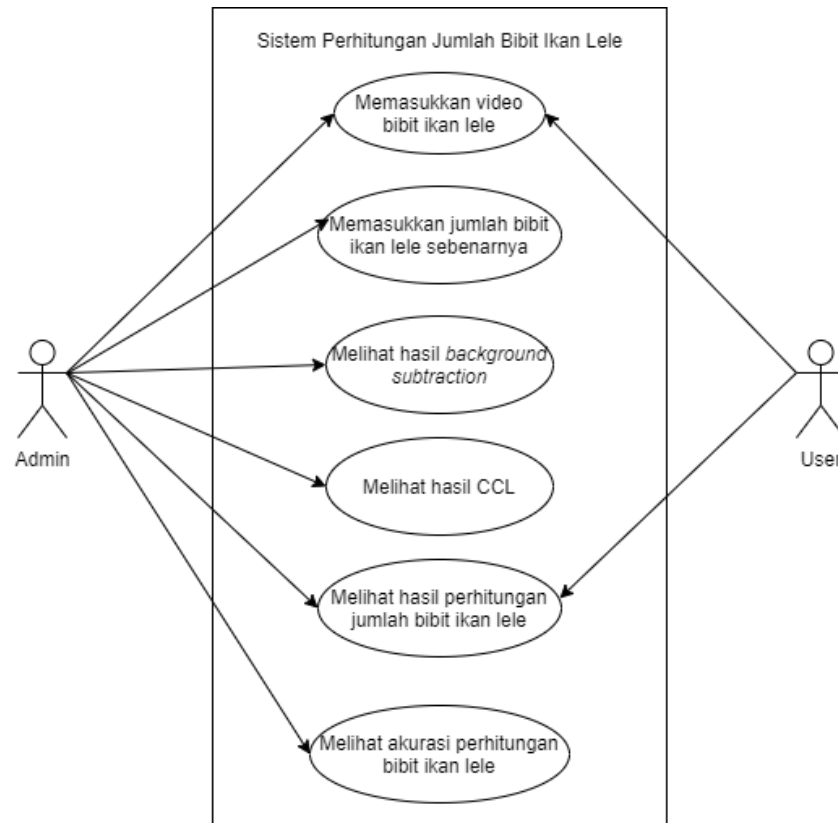 Sistem Perhitungan Jumlah Bibit Ikan Lele
Memasukkan video
bibit ikan lele
Memasukkan jumlah bibit
ikan lele sebenarnya
Melihat hasil background
subtraction
Admin
User
Melihat hasil CCL
Melihat hasil perhitungan
jumlah bibit ikan lele
Melihat akurasi perhitungan
bibit ikan lele